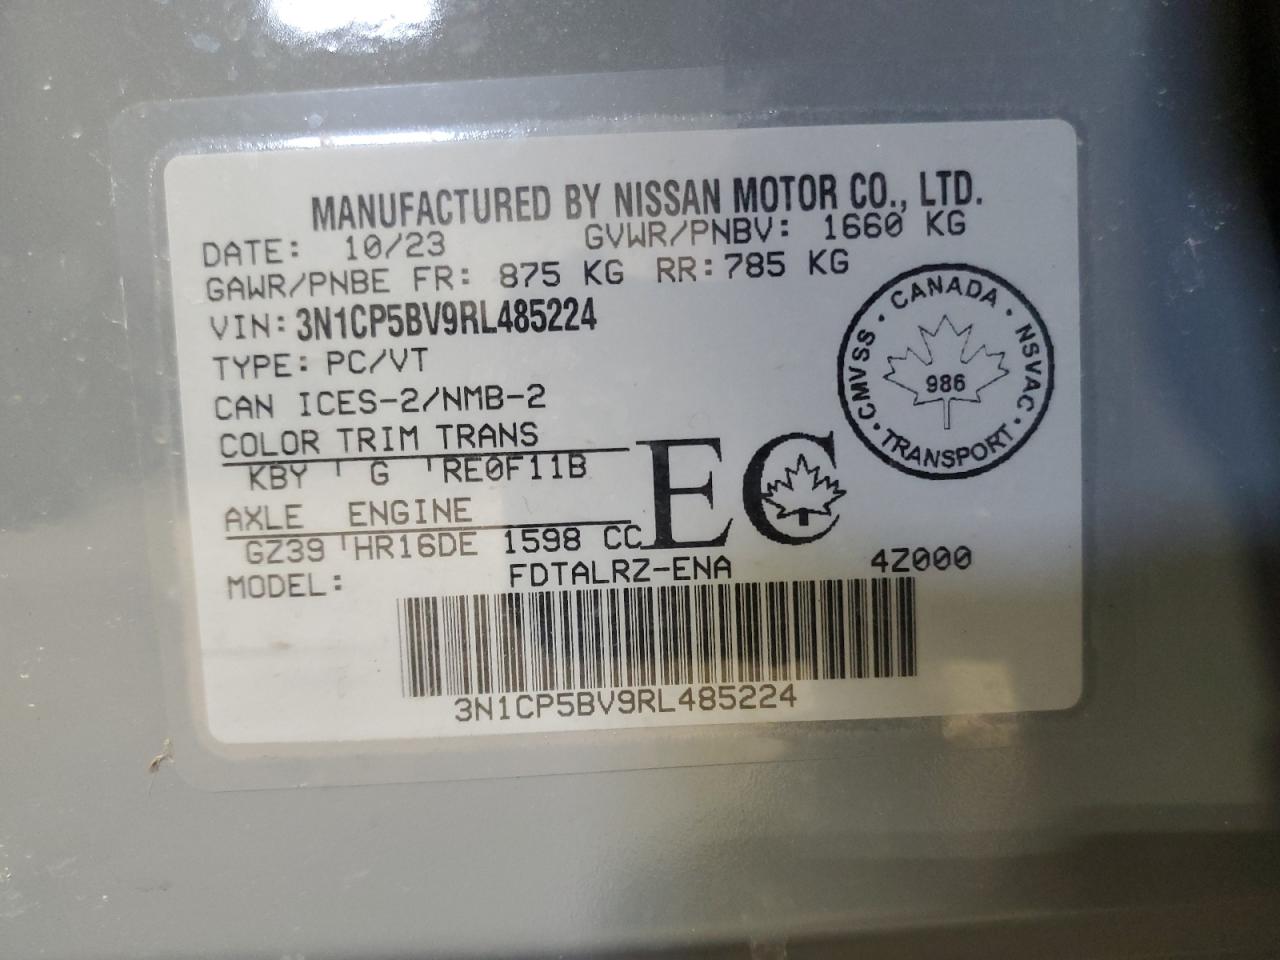 MANUFACTURED BY NISSAN MOTOR CO., LTD.
DATE: 10/23 GVWR/PNBV: 1660 KG
GAWR/PNBE FR: 875 KG RR:785 KG
VIN: 3N1CP5BV9RL485224
TYPE: PC/VT
CAN ICES-2/NMB-2
COLOR TRIM TRANS
KBY G RE0F11B
AXLE ENGINE
GZ39 HR16DE 1598 CC
MODEL: FDTALRZ-ENA 4Z000
3N1CP5BV9RL485224
EC
CANADA · NSVAC · TRANSPORT · CMVSS ·
986